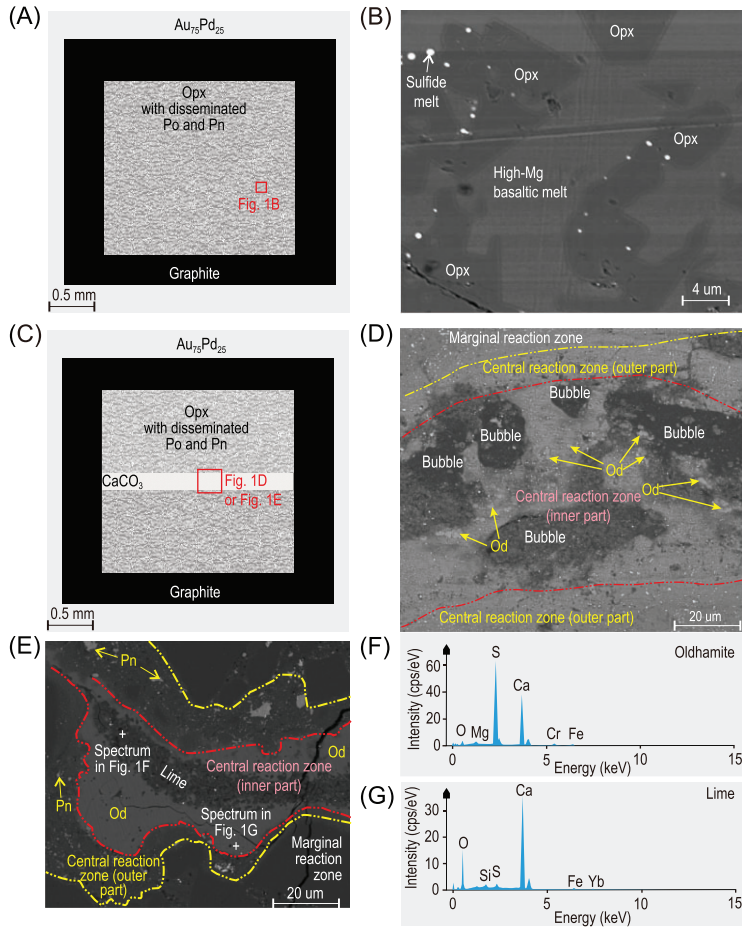 (A)
Au75Pd25
Opx
with disseminated
Po and Pn
Fig. 1B
Graphite
0.5 mm
(B)
Opx
Sulfide
melt
Opx
Opx
High-Mg
basaltic melt
Opx
4 um
(C)
Au75Pd25
Opx
with disseminated
Po and Pn
CaCO3
Fig. 1D
or Fig. 1E
Graphite
0.5 mm
(D)
Marginal reaction zone
Central reaction zone (outer part)
Bubble
Bubble
Bubble
Bubble
Od
Od
Central reaction zone
(inner part)
Od
Bubble
Central reaction zone (outer part)
20 um
(E)
Pn
Spectrum
in Fig. 1F
Lime
Od
Central reaction zone
(inner part)
Pn
Od
Spectrum in
Fig. 1G
Central reaction
zone (outer
part)
Marginal
reaction
zone
20 um
(F)
Oldhamite
Intensity (cps/eV)
60
40
20
0
S
Ca
O
Mg
Cr
Fe
0
5
10
15
Energy (keV)
(G)
Lime
Intensity (cps/eV)
30
20
10
0
Ca
O
Si
S
Fe
Yb
0
5
10
15
Energy (keV)